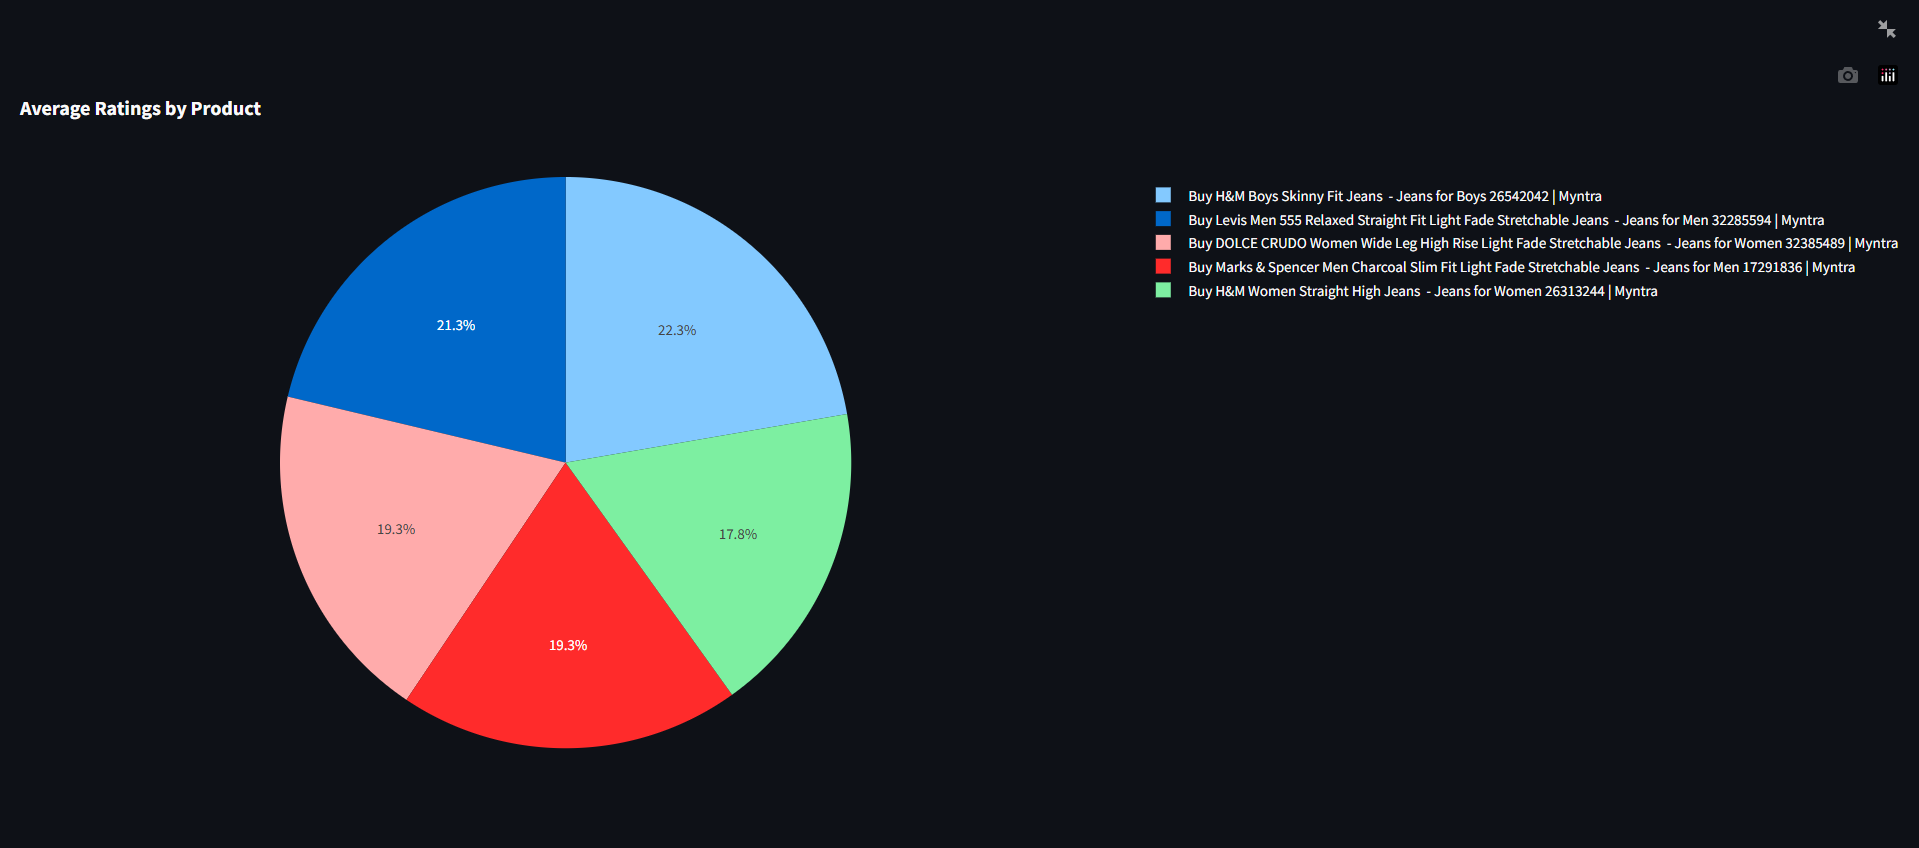 Average Ratings by Product
Buy H&M Boys Skinny Fit Jeans - Jeans for Boys 26542042 | Myntra
Buy Levis Men 555 Relaxed Straight Fit Light Fade Stretchable Jeans - Jeans for Men 32285594 | Myntra
Buy DOLCE CRUDO Women Wide Leg High Rise Light Fade Stretchable Jeans - Jeans for Women 32385489 | Myntra
Buy Marks & Spencer Men Charcoal Slim Fit Light Fade Stretchable Jeans - Jeans for Men 17291836 | Myntra
Buy H&M Women Straight High Jeans - Jeans for Women 26313244 | Myntra
21.3%
22.3%
19.3%
17.8%
19.3%